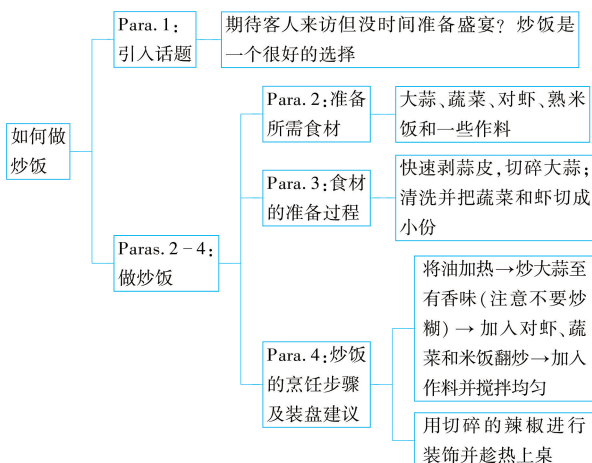 如何做
炒饭
Para. 1:
引入话题
期待客人来访但没时间准备盛宴？炒饭是
一个很好的选择
Paras. 2-4:
做炒饭
Para. 2:准备
所需食材
大蒜、蔬菜、对虾、熟米
饭和一些作料
Para. 3:食材
的准备过程
快速剥蒜皮,切碎大蒜;
清洗并把蔬菜和虾切成
小份
Para. 4:炒饭
的烹饪步骤
及装盘建议
将油加热→炒大蒜至
有香味(注意不要炒
糊)→加入对虾、蔬
菜和米饭翻炒→加入
作料并搅拌均匀
用切碎的辣椒进行
装饰并趁热上桌